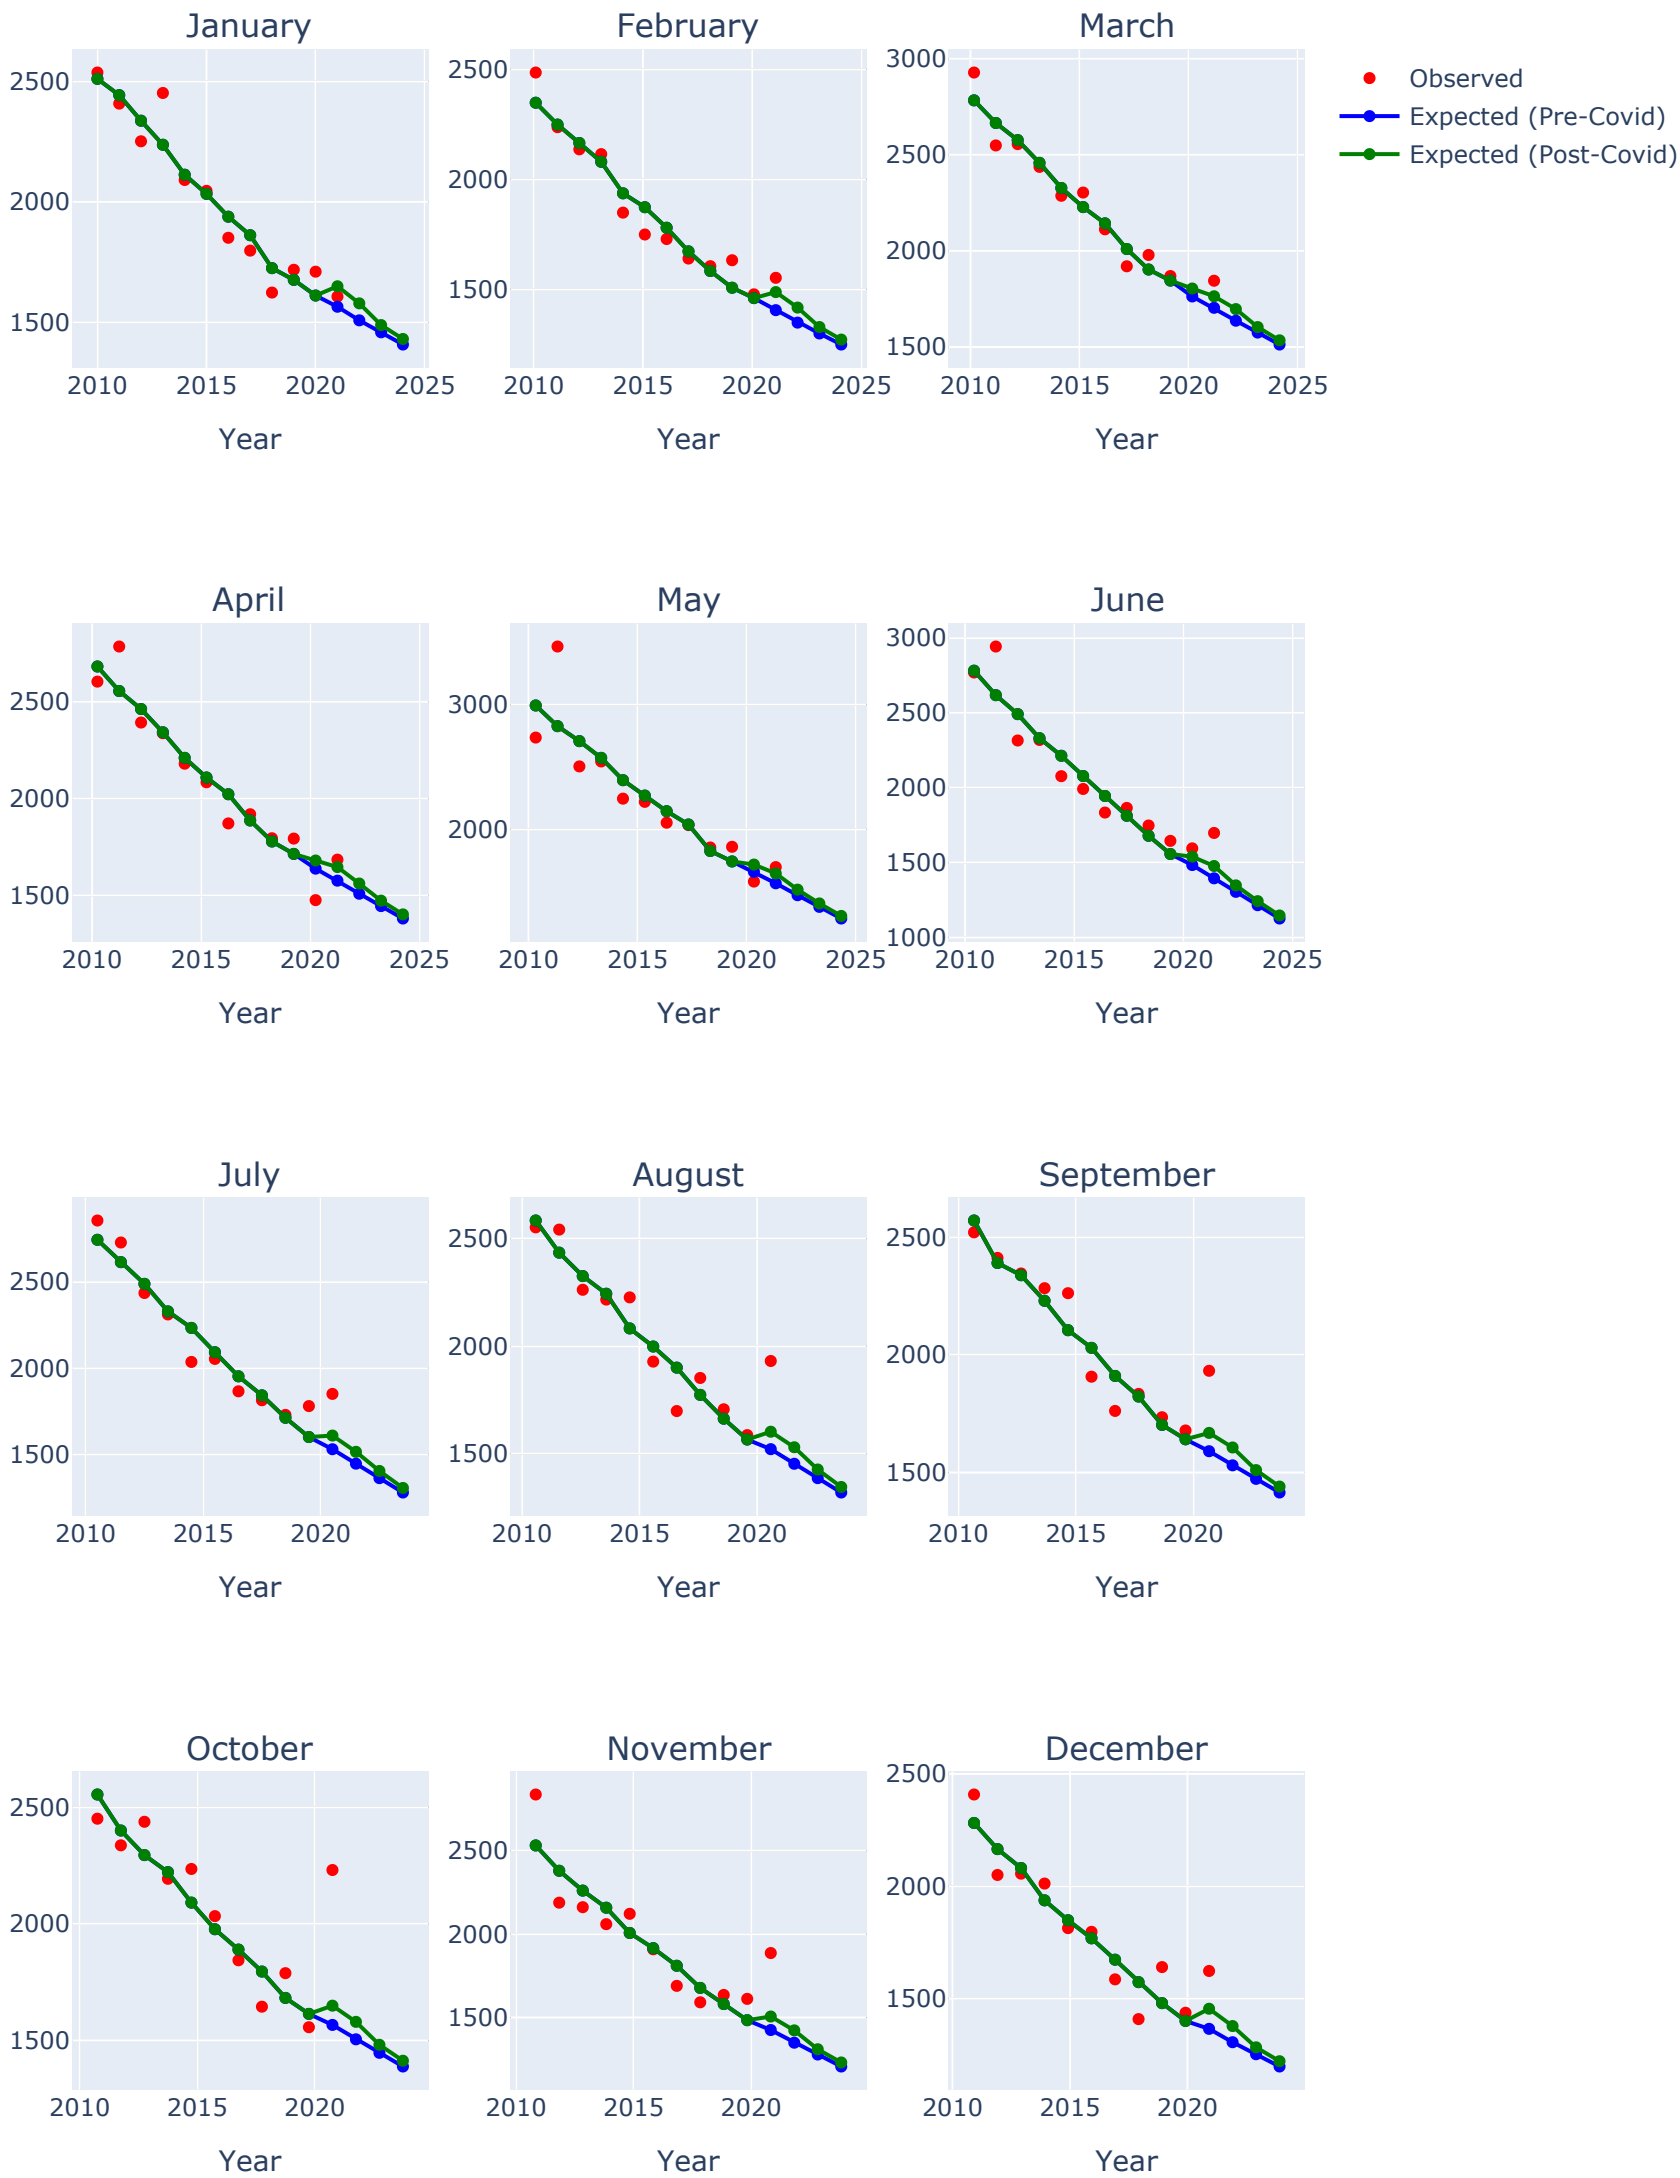 January February March
2500
2000
1500
2010 2015 2020 2025
Year
2500
2000
1500
2010 2015 2020 2025
Year
3000
2500
2000
1500
2010 2015 2020 2025
Year
Observed
Expected (Pre-Covid)
Expected (Post-Covid)
April May June
2500
2000
1500
2010 2015 2020 2025
Year
3000
2000
2010 2015 2020 2025
Year
3000
2500
2000
1500
1000
2010 2015 2020 2025
Year
July August September
2500
2000
1500
2010 2015 2020
Year
2500
2000
1500
2010 2015 2020
Year
2500
2000
1500
2010 2015 2020
Year
October November December
2500
2000
1500
2010 2015 2020
Year
2500
2000
1500
2010 2015 2020
Year
2500
2000
1500
2010 2015 2020
Year